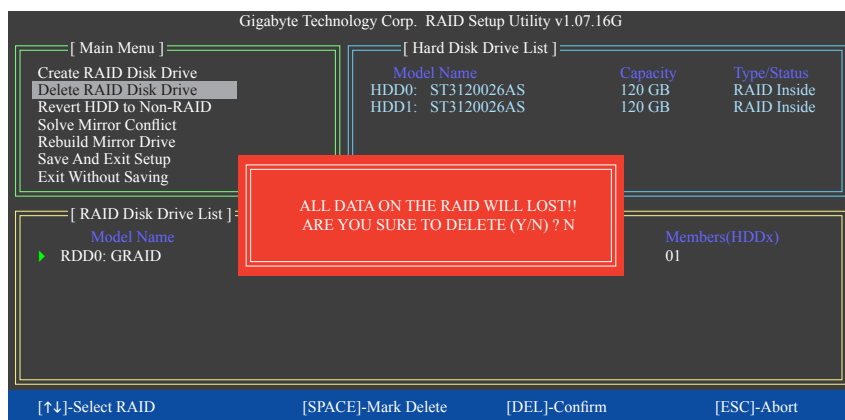 Gigabyte Technology Corp. RAID Setup Utility v1.07.16G
[ Main Menu ]
Create RAID Disk Drive
Delete RAID Disk Drive
Revert HDD to Non-RAID
Solve Mirror Conflict
Rebuild Mirror Drive
Save And Exit Setup
Exit Without Saving
[ Hard Disk Drive List ]
Model Name Capacity Type/Status
HDD0: ST3120026AS 120 GB RAID Inside
HDD1: ST3120026AS 120 GB RAID Inside
ALL DATA ON THE RAID WILL LOST!!
ARE YOU SURE TO DELETE (Y/N) ? N
[ RAID Disk Drive List ]
Model Name Members(HDDx)
RDD0: GRAID 01
[↑↓]-Select RAID [SPACE]-Mark Delete [DEL]-Confirm [ESC]-Abort